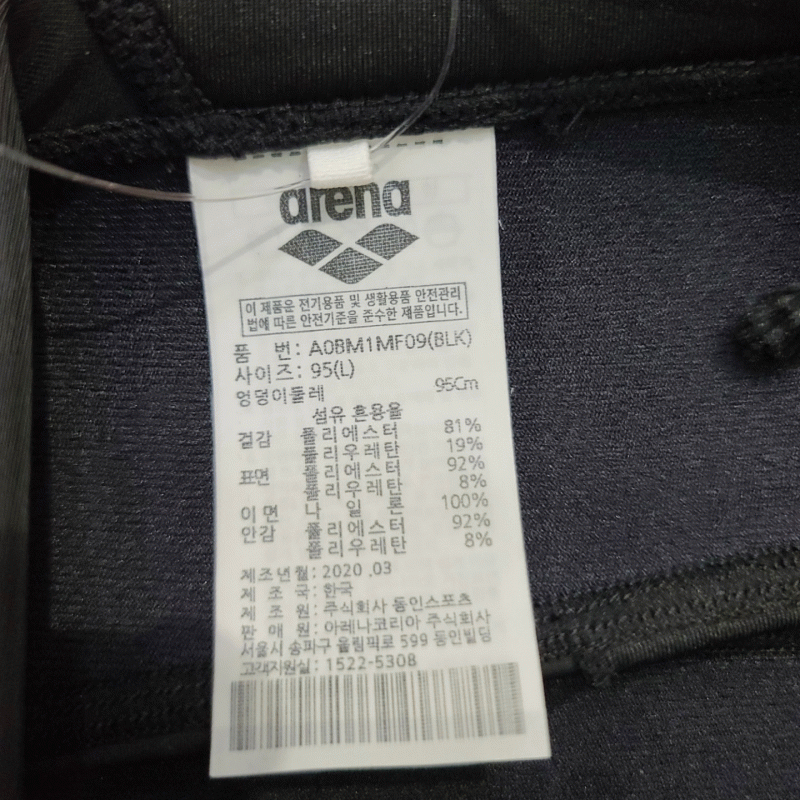 arena
이 제품은 전기용품 및 생활용품 안전관리
법에 따른 안전기준을 준수한 제품입니다.
품 번: A0BM1MF09(BLK)
사이즈: 95(L)
엉덩이둘레 95Cm
섬유 혼용율
겉감 폴리에스터 81%
폴리우레탄 19%
표면 폴리에스터 92%
폴리우레탄 8%
이면 나 일 론 100%
안감 폴리에스터 92%
폴리우레탄 8%
제조년월: 2020 .03
제 조 국: 한국
제 조 원: 주식회사 동인스포츠
판 매 원: 아레나코리아 주식회사
서울시 송파구 올림픽로 599 동인빌딩
고객지원실: 1522-5308